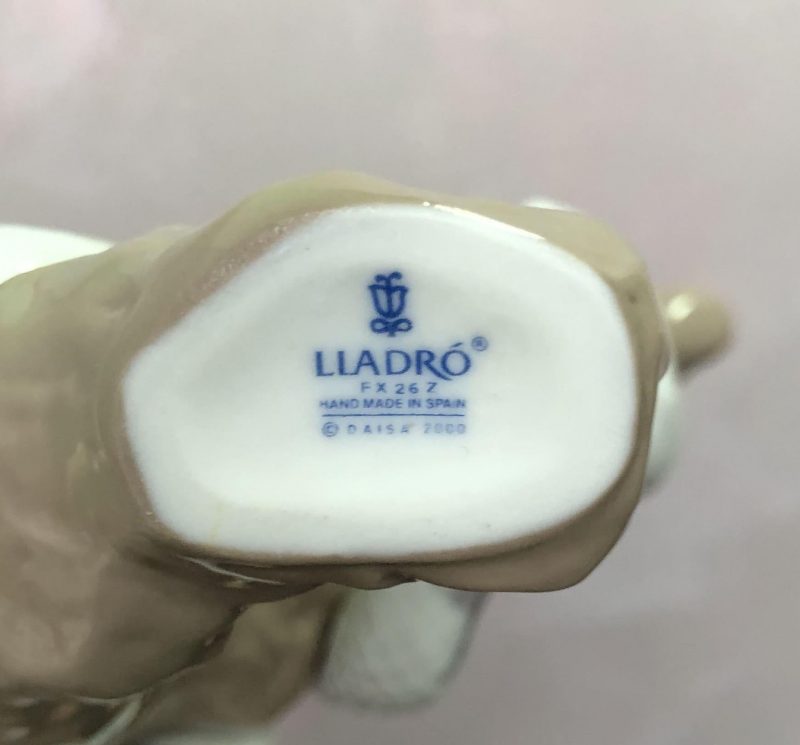 LLADRÓ®
FX 26 Z
HAND MADE IN SPAIN
© DAISA 2000